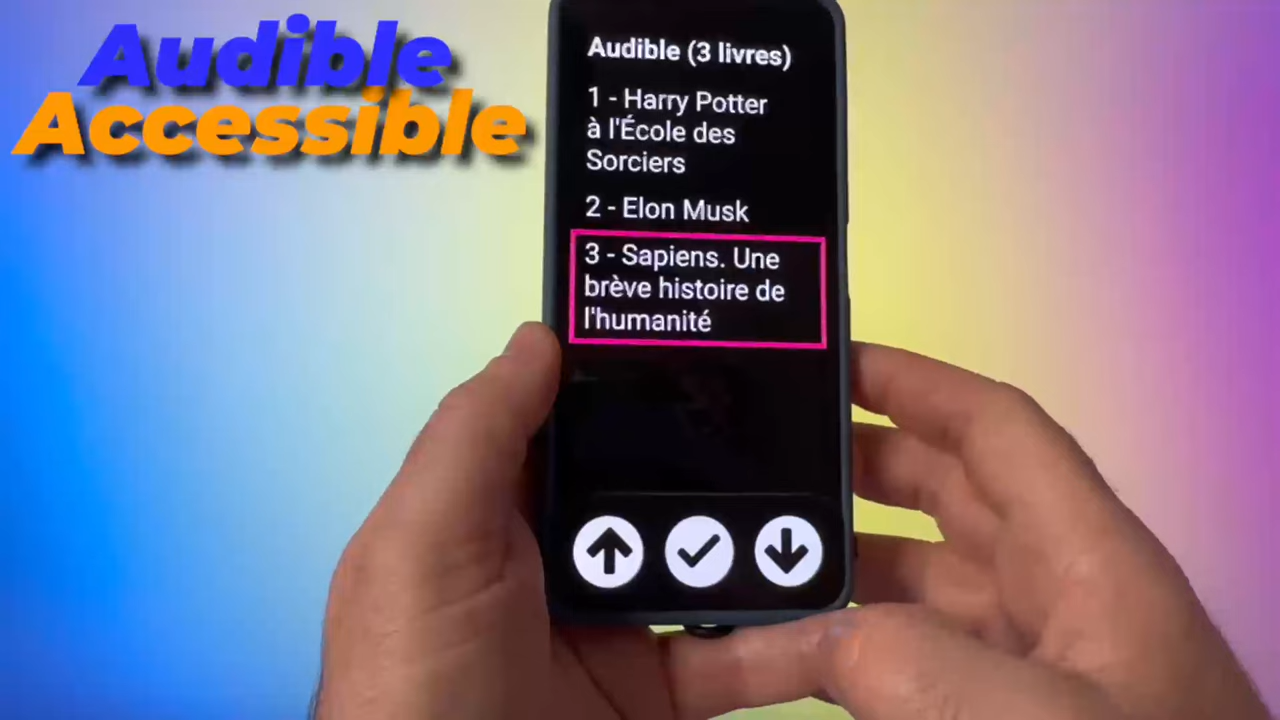 Audible
Accessible
Audible (3 livres)
1 - Harry Potter
à l'École des
Sorciers
2 - Elon Musk
3 - Sapiens. Une
brève histoire de
l'humanité